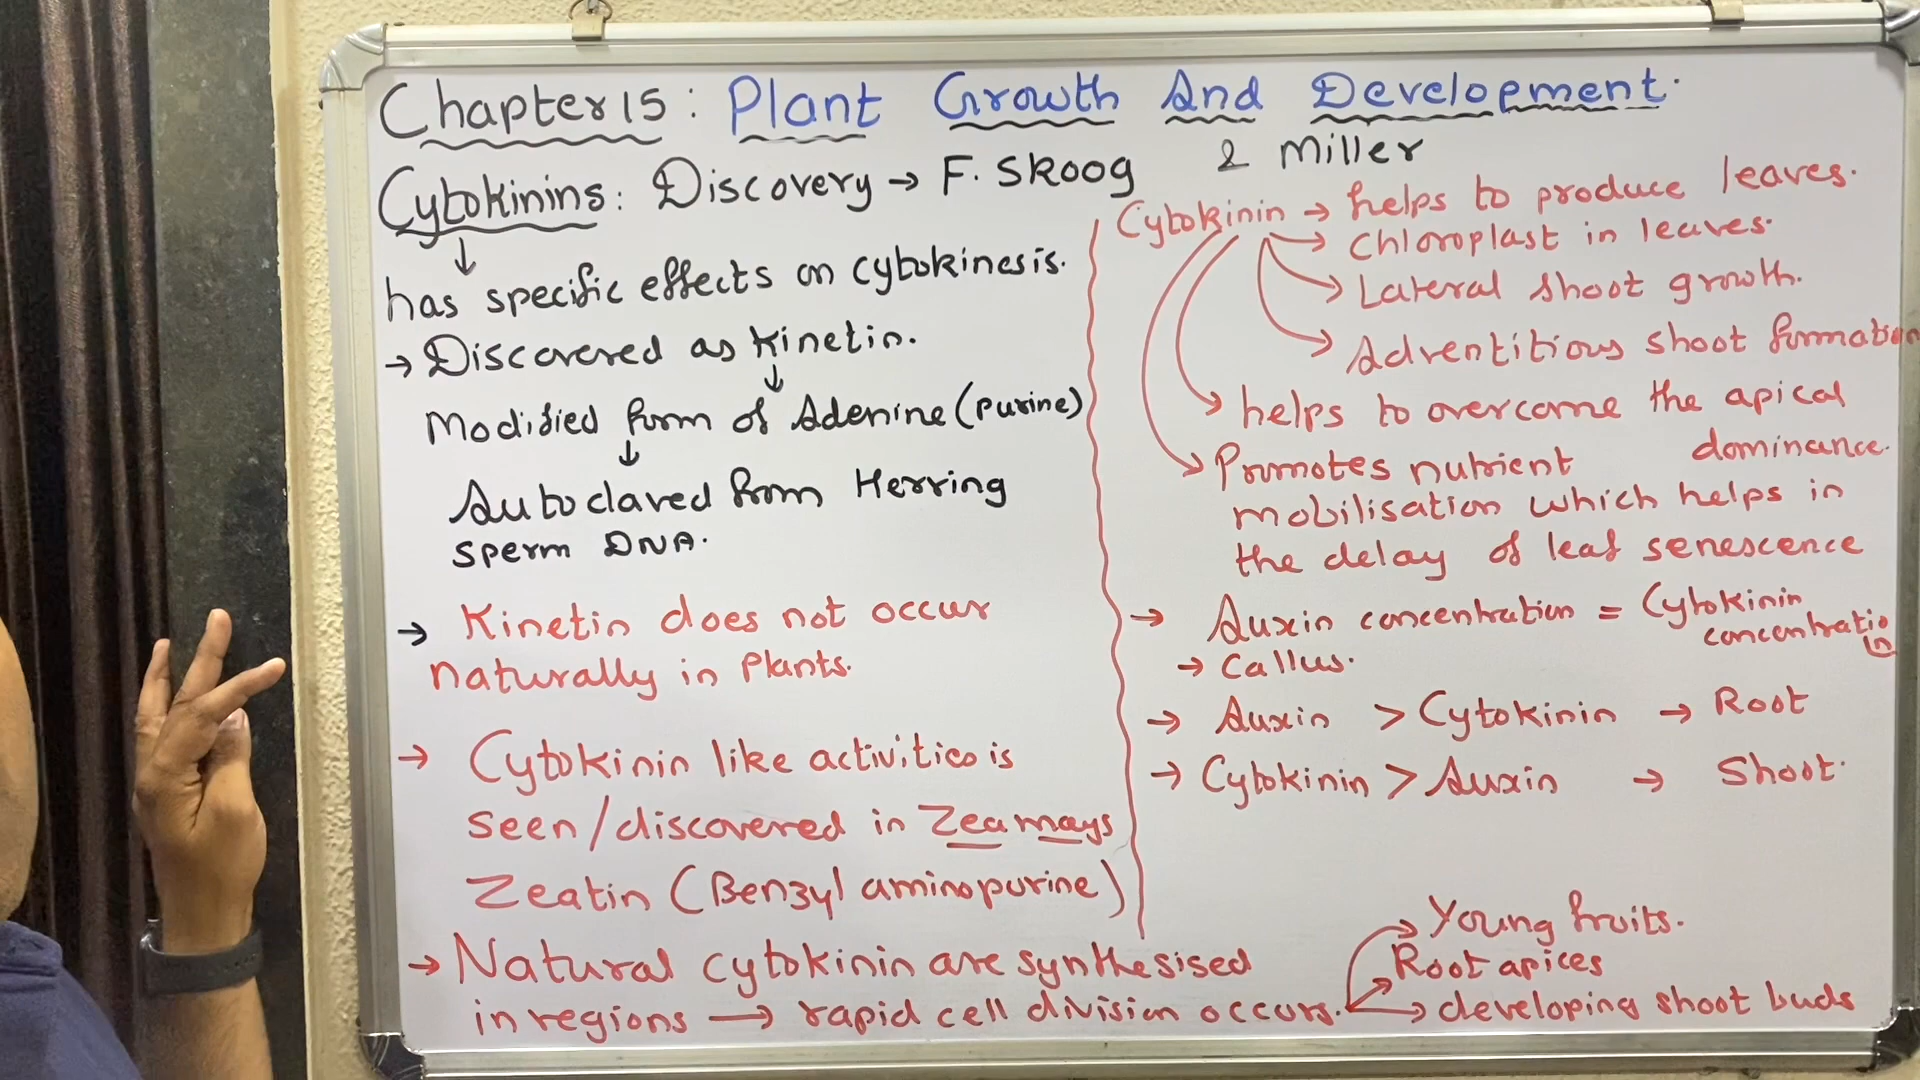 Chapter 15: Plant Growth And Development.
Cytokinins: Discovery → F. Skoog & Miller
↓
has specific effects on cytokinesis.
→ Discovered as Kinetin.
↓
Modified form of Adenine (purine)
↓
Autoclaved from Herring
sperm DNA.
→ Kinetin does not occur
naturally in Plants.
→ Cytokinin like activities is
seen/discovered in Zea mays
Zeatin (Benzyl aminopurine)
→ Natural cytokinin are synthesised
in regions → rapid cell division occurs.
→ Young fruits.
→ Root apices
→ developing shoot buds
Cytokinin → helps to produce leaves.
→ Chloroplast in leaves.
→ Lateral shoot growth.
→ Adventitious shoot formation
→ helps to overcome the apical
dominance.
→ Promotes nutrient
mobilisation which helps in
the delay of leaf senescence
→ Auxin concentration = Cytokinin
concentration
→ Callus.
→ Auxin > Cytokinin → Root
→ Cytokinin > Auxin → Shoot.